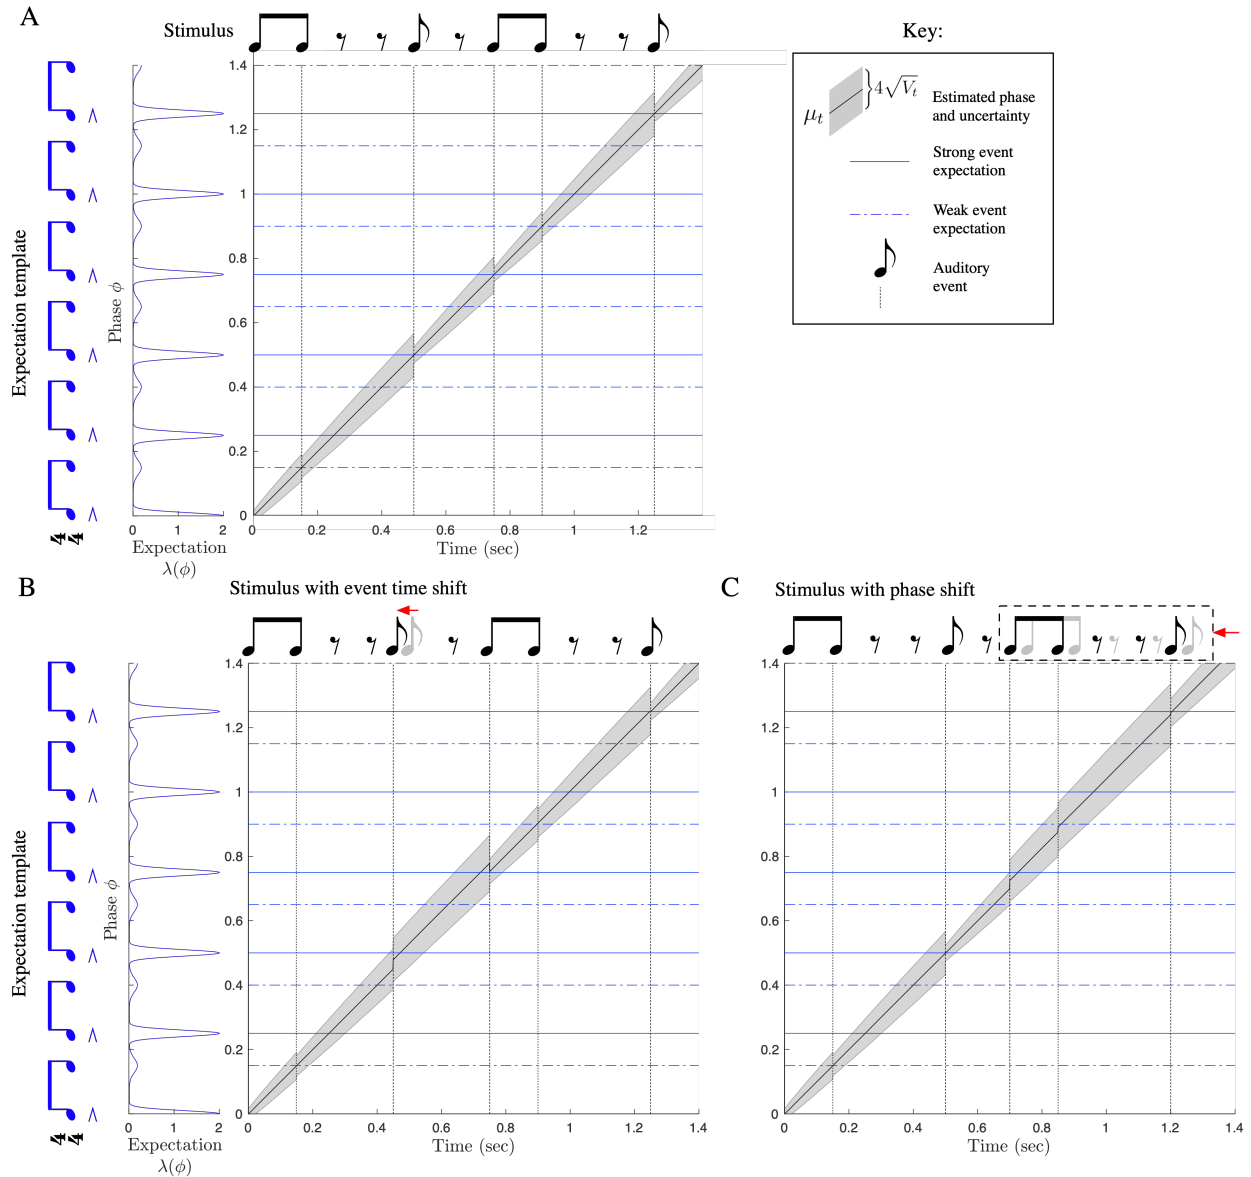 A
Stimulus
Key:
4√V_t
μ_t
Estimated phase
and uncertainty
Strong event
expectation
Weak event
expectation
Auditory
event
Expectation template
Phase ϕ
1.4
1.2
1
0.8
0.6
0.4
0.2
0
0 1 2
Expectation
λ(ϕ)
0 0.2 0.4 0.6 0.8 1 1.2
Time (sec)
4 4
B
Stimulus with event time shift
Expectation template
Phase ϕ
1.4
1.2
1
0.8
0.6
0.4
0.2
0
0 1 2
Expectation
λ(ϕ)
0 0.2 0.4 0.6 0.8 1 1.2 1.4
Time (sec)
4 4
C
Stimulus with phase shift
1.4
1.2
1
0.8
0.6
0.4
0.2
0
0 0.2 0.4 0.6 0.8 1 1.2 1.4
Time (sec)